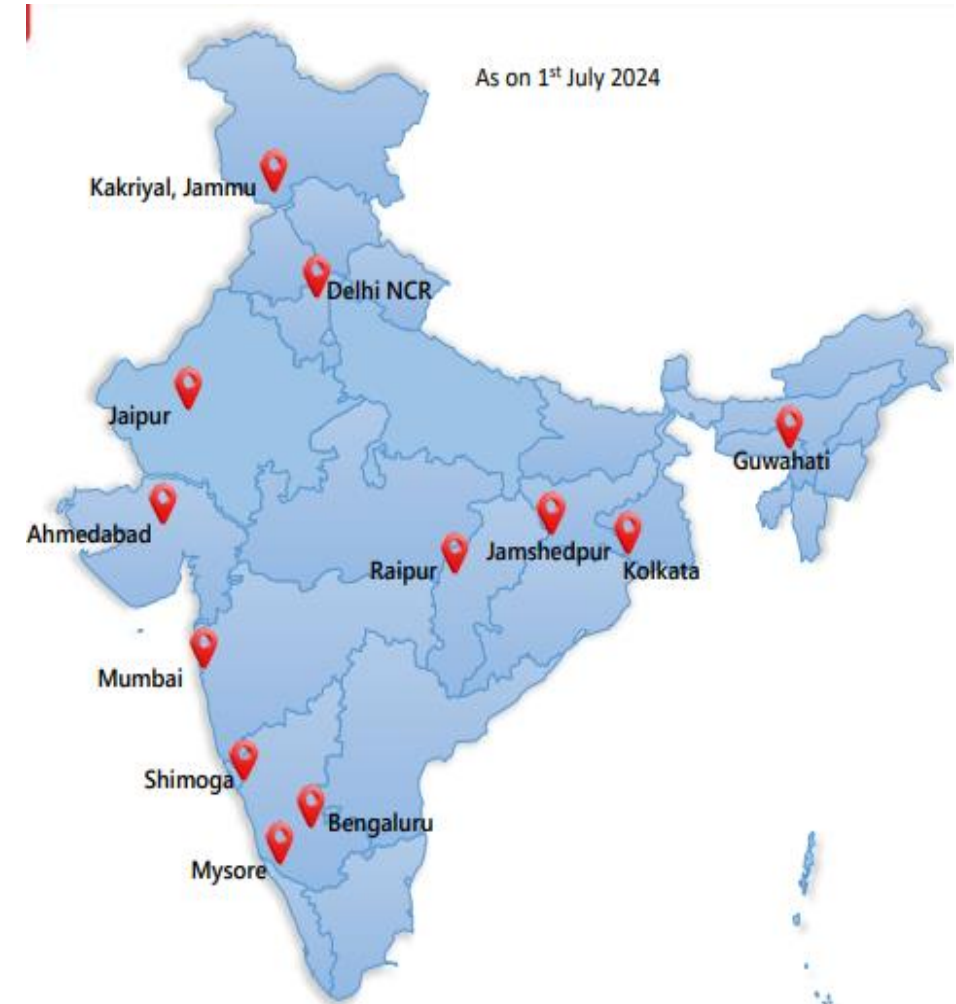 As on 1st July 2024
Kakriyal, Jammu
Delhi NCR
Jaipur
Guwahati
Ahmedabad
Jamshedpur
Raipur
Kolkata
Mumbai
Shimoga
Bengaluru
Mysore